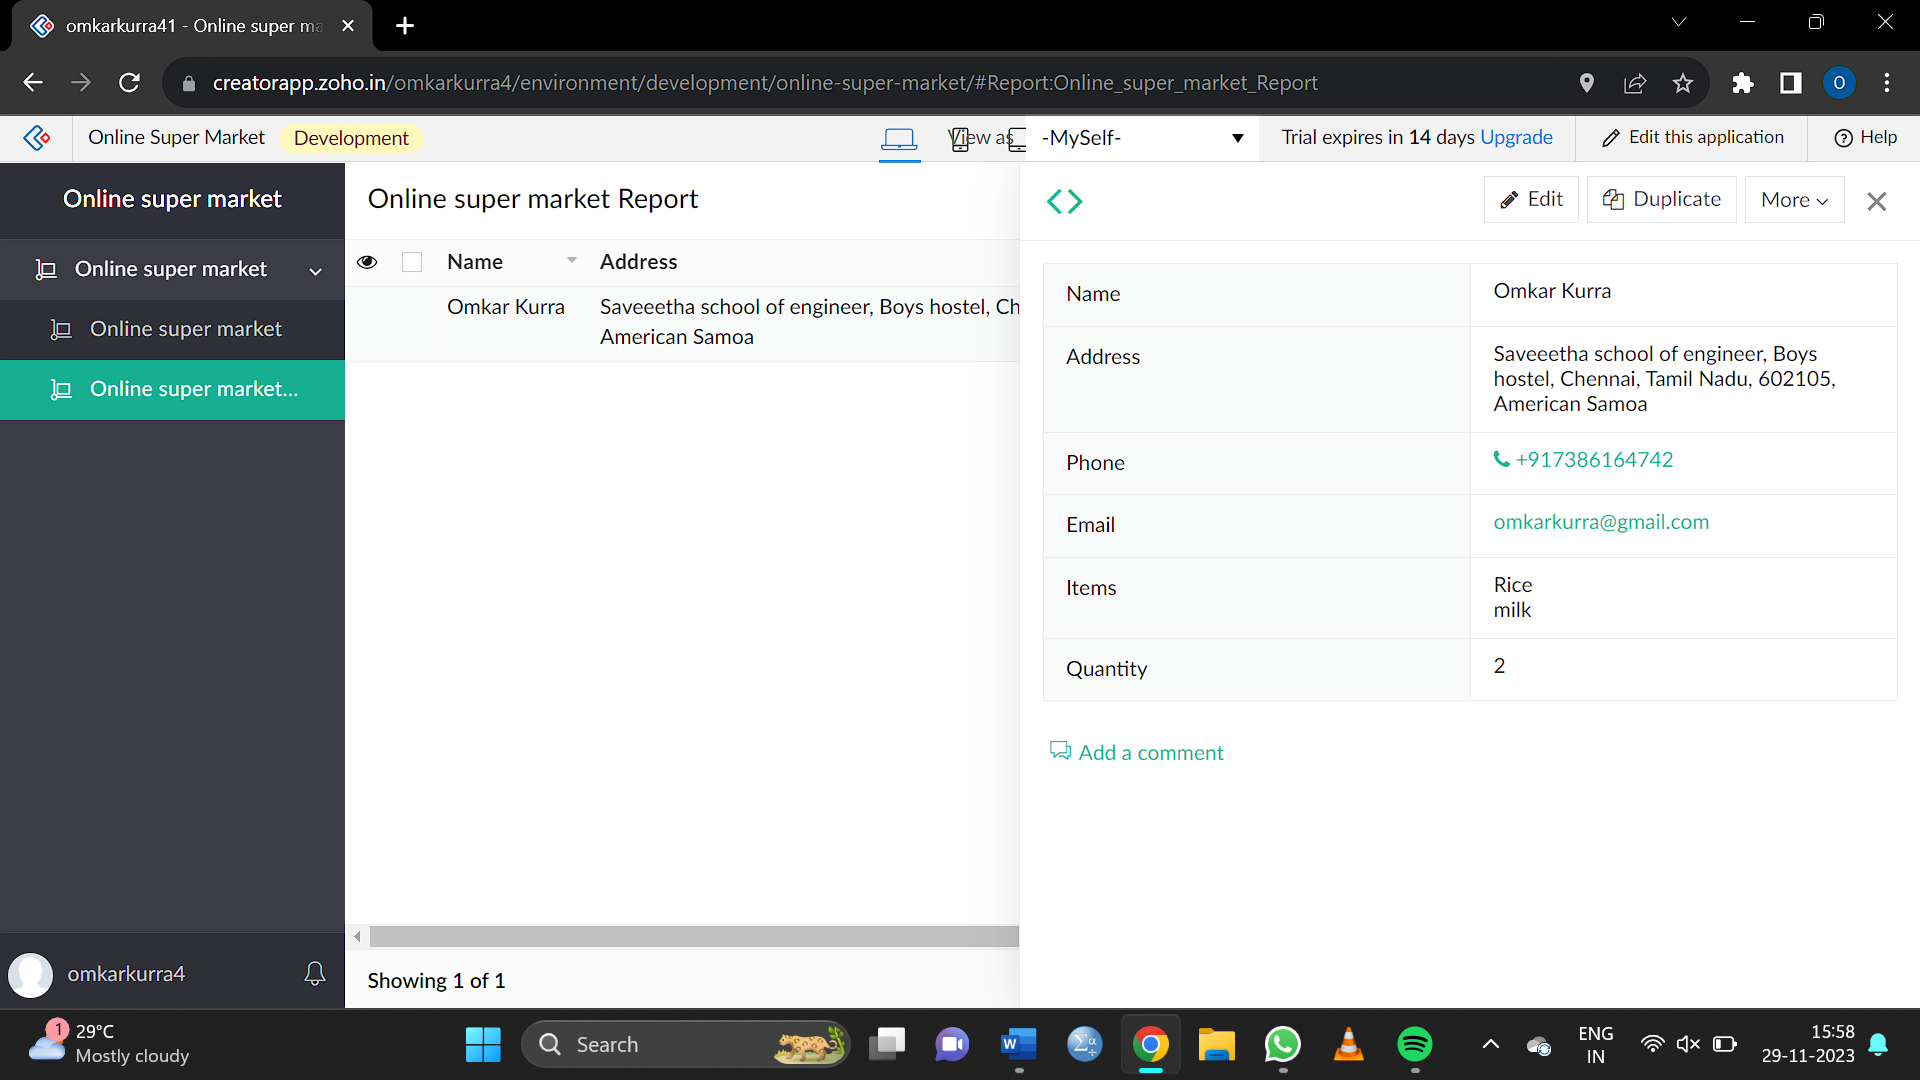 omkarkurra41 - Online super ma
creatorapp.zoho.in/omkarkurra4/environment/development/online-super-market/#Report:Online_super_market_Report
O
Online Super Market
Development
View as
-MySelf-
Trial expires in 14 days Upgrade
Edit this application
Help
Online super market
Online super market
Online super market
Online super market...
omkarkurra4
Online super market Report
Name
Address
Omkar Kurra
Saveeetha school of engineer, Boys hostel, Ch
American Samoa
Showing 1 of 1
Edit
Duplicate
More
Name
Omkar Kurra
Address
Saveeetha school of engineer, Boys
hostel, Chennai, Tamil Nadu, 602105,
American Samoa
Phone
+917386164742
Email
omkarkurra@gmail.com
Items
Rice
milk
Quantity
2
Add a comment
1
29°C
Mostly cloudy
Search
W
Σα
ENG
IN
15:58
29-11-2023